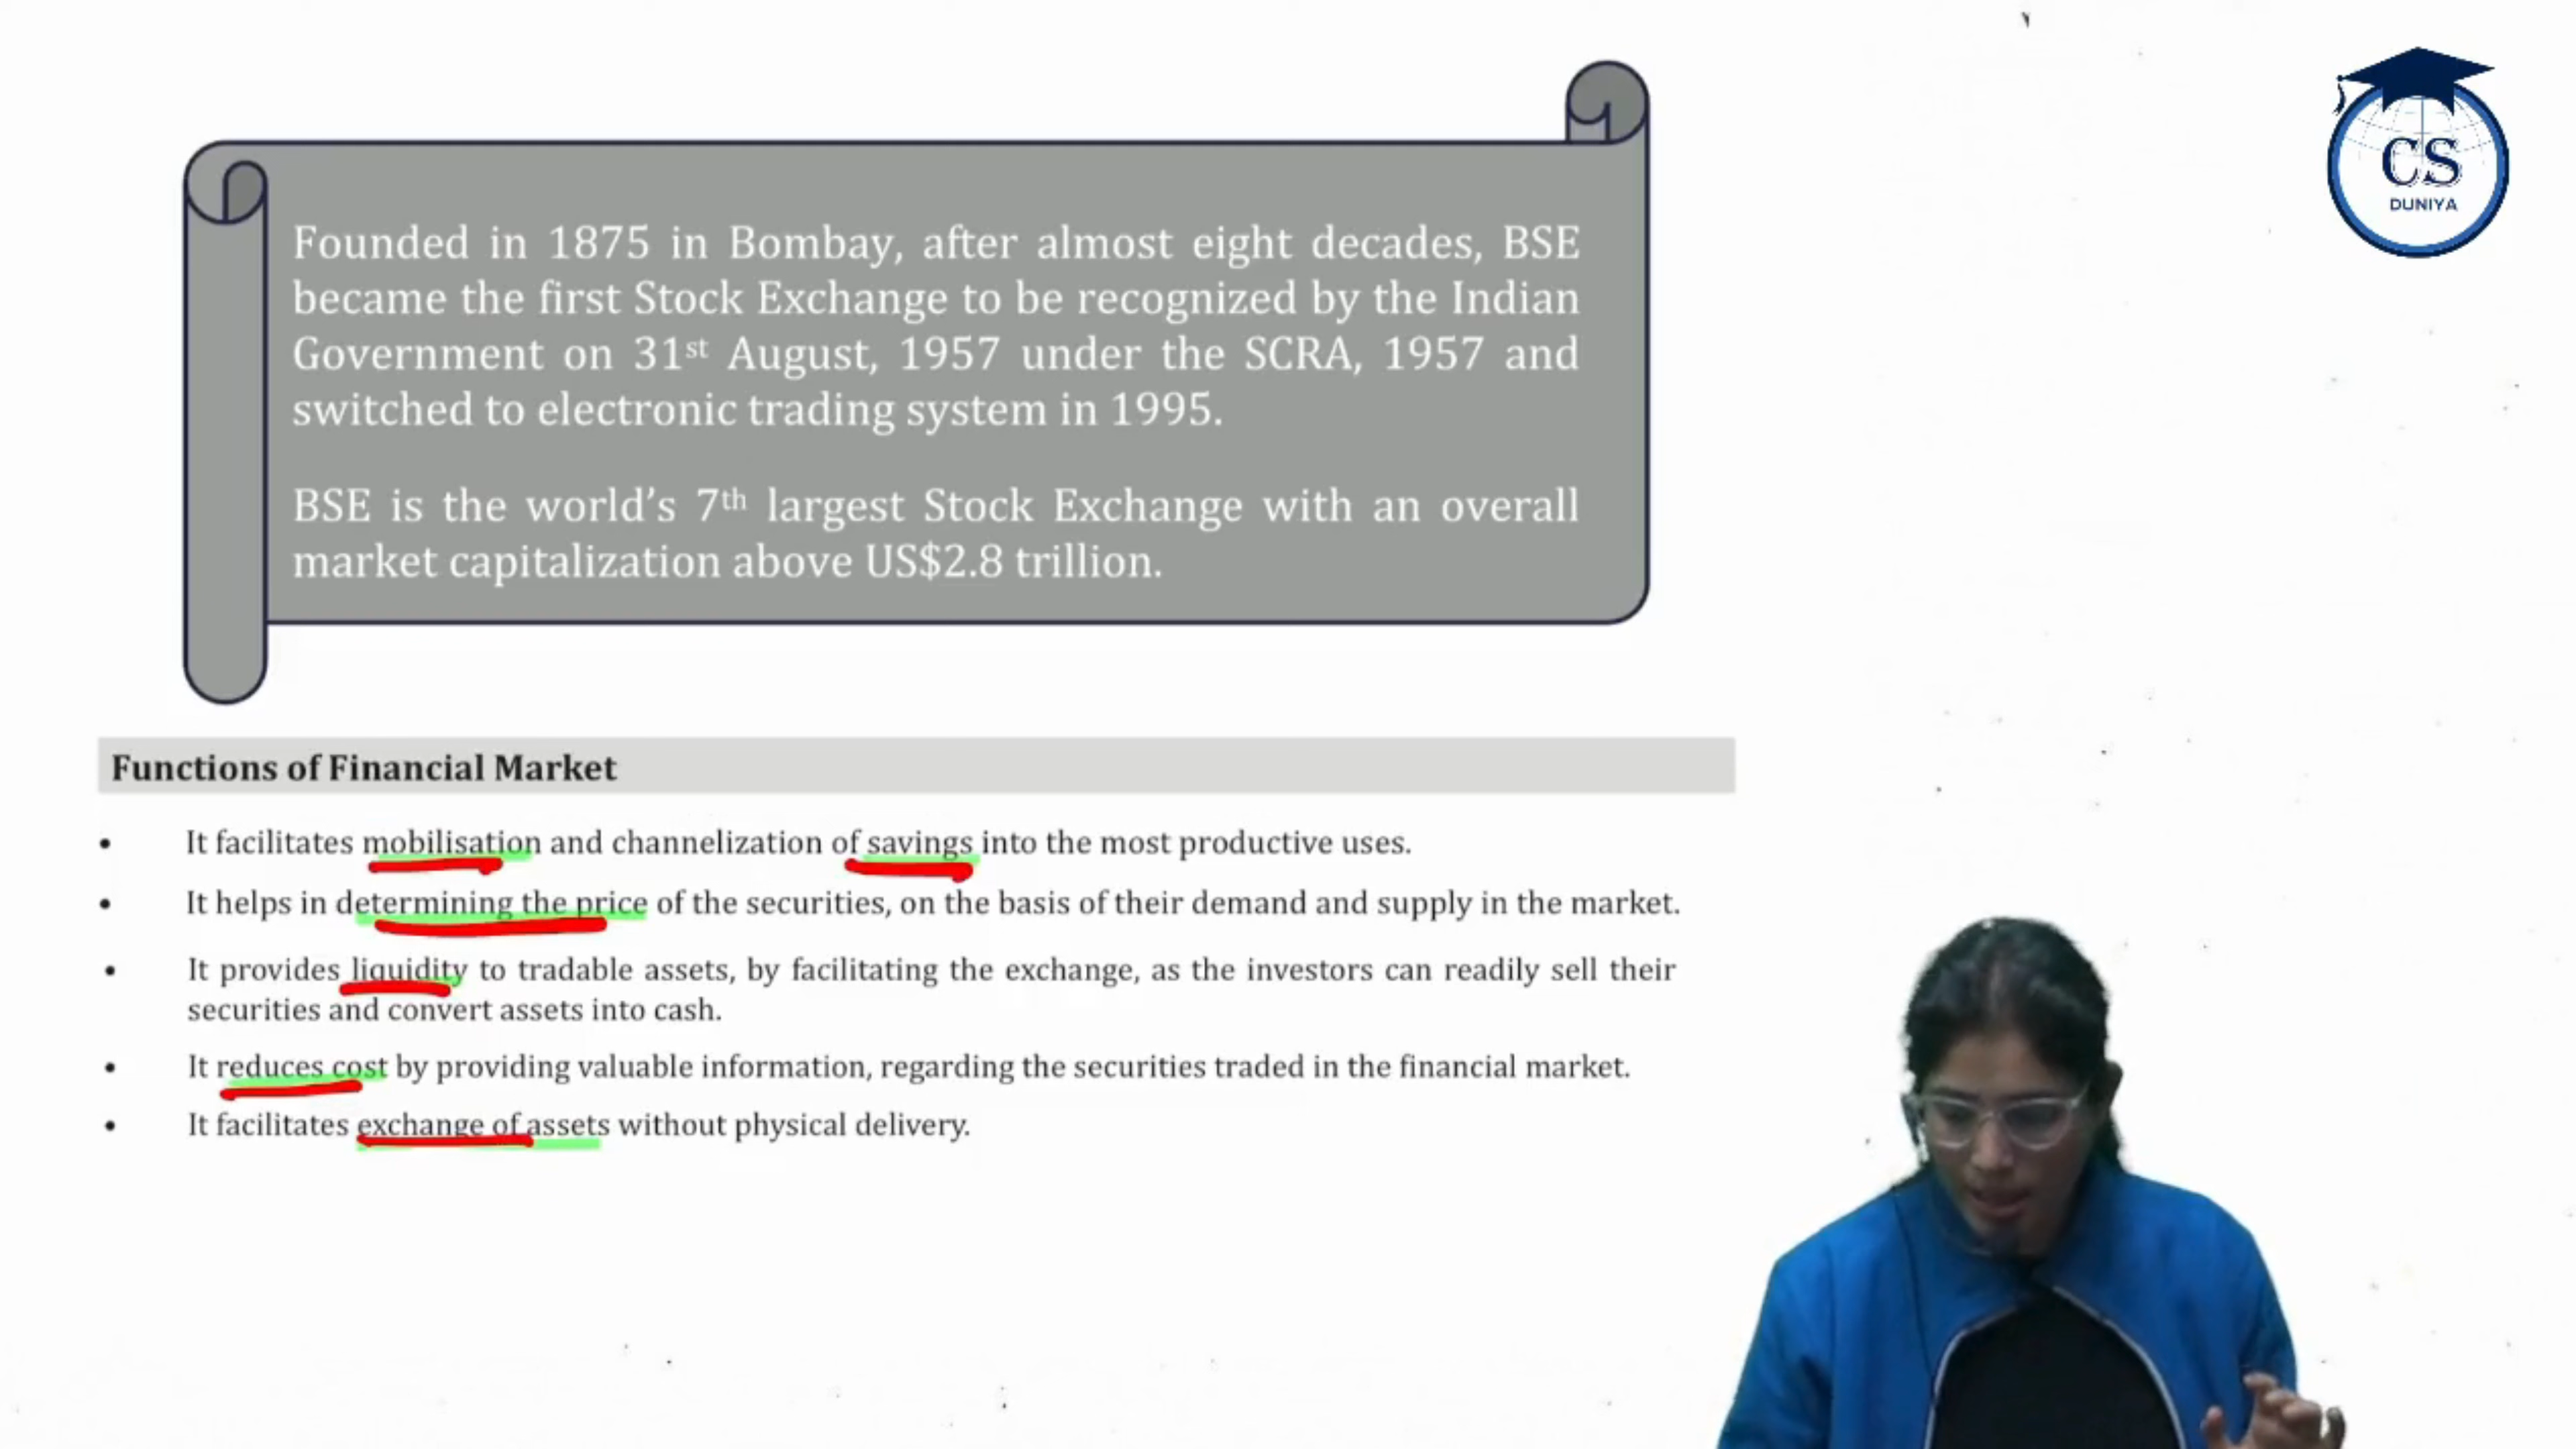 CS
DUNIYA
Founded in 1875 in Bombay, after almost eight decades, BSE
became the first Stock Exchange to be recognized by the Indian
Government on 31st August, 1957 under the SCRA, 1957 and
switched to electronic trading system in 1995.
BSE is the world’s 7th largest Stock Exchange with an overall
market capitalization above US$2.8 trillion.
Functions of Financial Market
• It facilitates mobilisation and channelization of savings into the most productive uses.
• It helps in determining the price of the securities, on the basis of their demand and supply in the market.
• It provides liquidity to tradable assets, by facilitating the exchange, as the investors can readily sell their
securities and convert assets into cash.
• It reduces cost by providing valuable information, regarding the securities traded in the financial market.
• It facilitates exchange of assets without physical delivery.